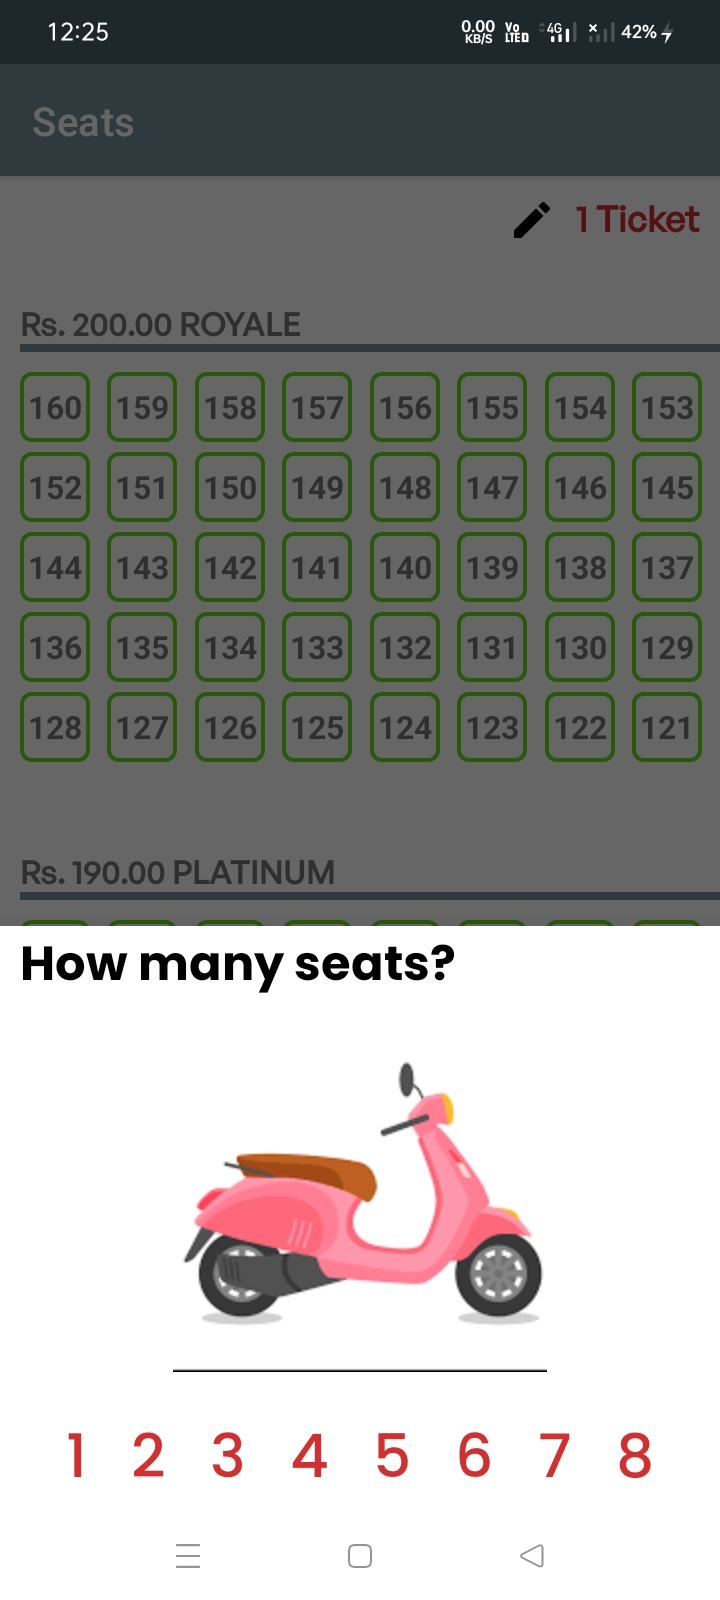 12:25 0.00 KB/S Vo LTED 4G 42%
Seats
1 Ticket
Rs. 200.00 ROYALE
160 159 158 157 156 155 154 153
152 151 150 149 148 147 146 145
144 143 142 141 140 139 138 137
136 135 134 133 132 131 130 129
128 127 126 125 124 123 122 121
Rs. 190.00 PLATINUM
How many seats?
1 2 3 4 5 6 7 8